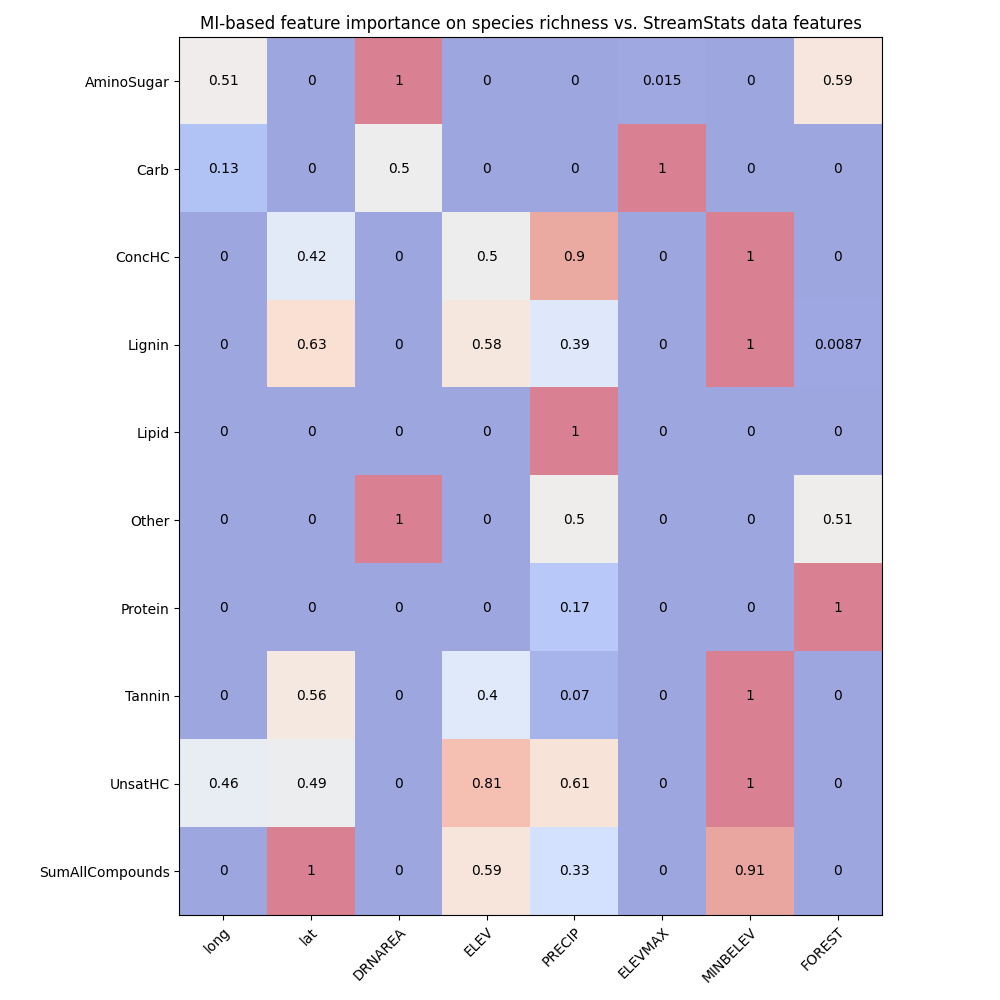 MI-based feature importance on species richness vs. StreamStats data features
AminoSugar 0.51 0 1 0 0 0.015 0 0.59
Carb 0.13 0 0.5 0 0 1 0 0
ConcHC 0 0.42 0 0.5 0.9 0 1 0
Lignin 0 0.63 0 0.58 0.39 0 1 0.0087
Lipid 0 0 0 0 1 0 0 0
Other 0 0 1 0 0.5 0 0 0.51
Protein 0 0 0 0 0.17 0 0 1
Tannin 0 0.56 0 0.4 0.07 0 1 0
UnsatHC 0.46 0.49 0 0.81 0.61 0 1 0
SumAllCompounds 0 1 0 0.59 0.33 0 0.91 0
long lat DRNAREA ELEV PRECIP ELEVMAX MINBELEV FOREST